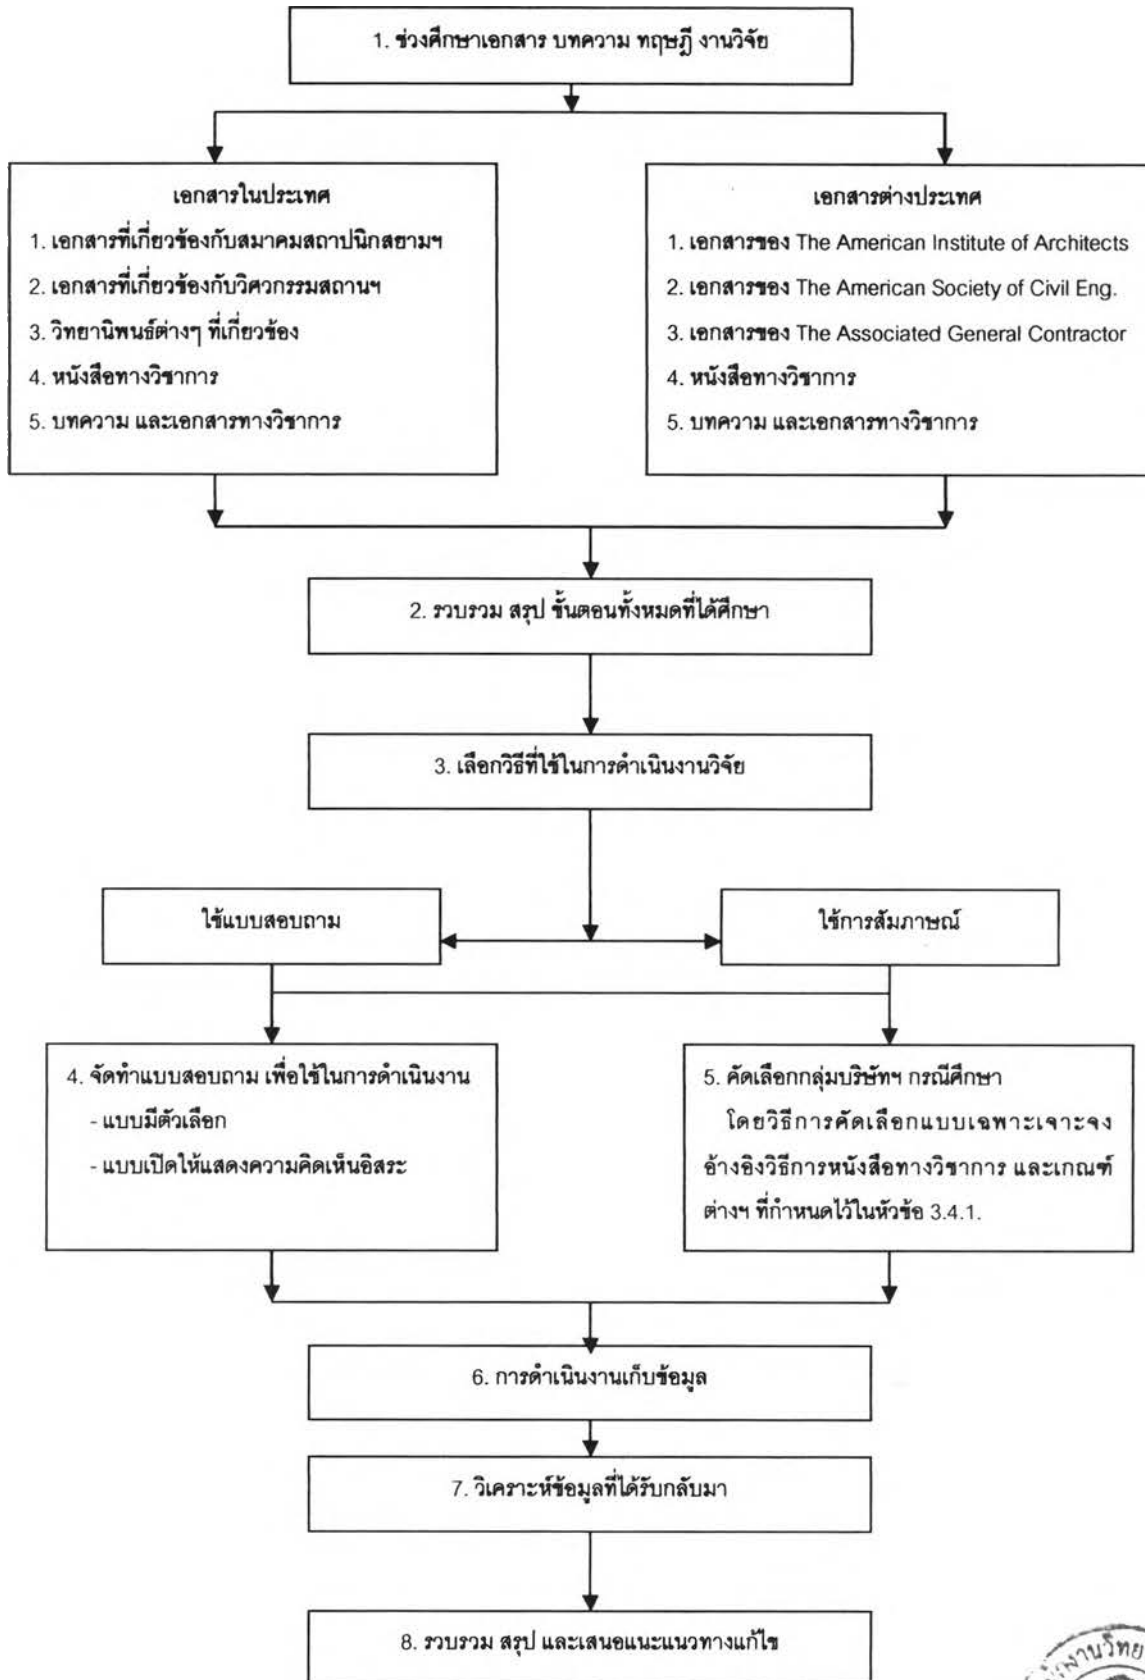 1. ช่วงศึกษาเอกสาร บทความ ทฤษฎี งานวิจัย
เอกสารในประเทศ
1. เอกสารที่เกี่ยวข้องกับสมาคมสถาปนิกสยามฯ
2. เอกสารที่เกี่ยวข้องกับวิศวกรรมสถานฯ
3. วิทยานิพนธ์ต่างๆ ที่เกี่ยวข้อง
4. หนังสือทางวิชาการ
5. บทความ และเอกสารทางวิชาการ
เอกสารต่างประเทศ
1. เอกสารของ The American Institute of Architects
2. เอกสารของ The American Society of Civil Eng.
3. เอกสารของ The Associated General Contractor
4. หนังสือทางวิชาการ
5. บทความ และเอกสารทางวิชาการ
2. รวบรวม สรุป ขั้นตอนทั้งหมดที่ได้ศึกษา
3. เลือกวิธีที่ใช้ในการดำเนินงานวิจัย
ใช้แบบสอบถาม
ใช้การสัมภาษณ์
4. จัดทำแบบสอบถาม เพื่อใช้ในการดำเนินงาน
- แบบมีตัวเลือก
- แบบเปิดให้แสดงความคิดเห็นอิสระ
5. คัดเลือกกลุ่มบริษัทฯ กรณีศึกษา
โดยวิธีการคัดเลือกแบบเฉพาะเจาะจง
อ้างอิงวิธีการหนังสือทางวิชาการ และเกณฑ์
ต่างๆ ที่กำหนดไว้ในหัวข้อ 3.4.1.
6. การดำเนินงานเก็บข้อมูล
7. วิเคราะห์ข้อมูลที่ได้รับกลับมา
8. รวบรวม สรุป และเสนอแนะแนวทางแก้ไข